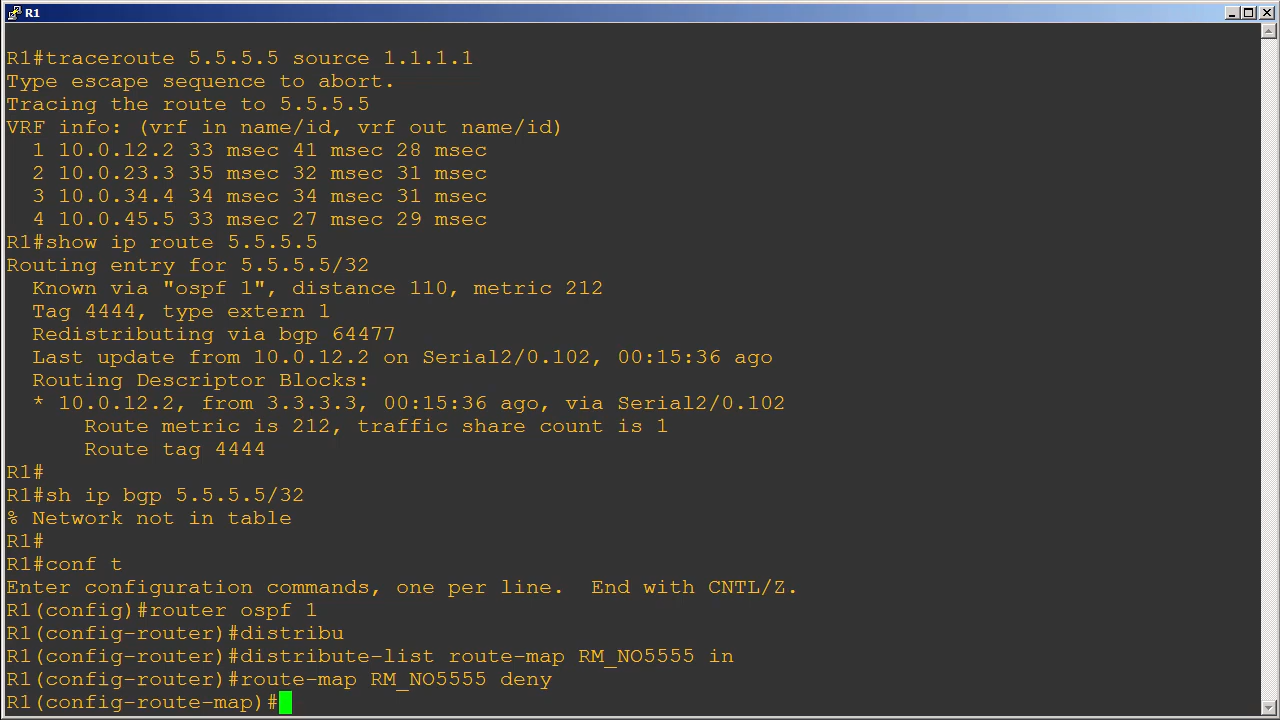 R1
R1#traceroute 5.5.5.5 source 1.1.1.1
Type escape sequence to abort.
Tracing the route to 5.5.5.5
VRF info: (vrf in name/id, vrf out name/id)
  1 10.0.12.2 33 msec 41 msec 28 msec
  2 10.0.23.3 35 msec 32 msec 31 msec
  3 10.0.34.4 34 msec 34 msec 31 msec
  4 10.0.45.5 33 msec 27 msec 29 msec
R1#show ip route 5.5.5.5
Routing entry for 5.5.5.5/32
  Known via "ospf 1", distance 110, metric 212
  Tag 4444, type extern 1
  Redistributing via bgp 64477
  Last update from 10.0.12.2 on Serial2/0.102, 00:15:36 ago
  Routing Descriptor Blocks:
  * 10.0.12.2, from 3.3.3.3, 00:15:36 ago, via Serial2/0.102
      Route metric is 212, traffic share count is 1
      Route tag 4444
R1#
R1#sh ip bgp 5.5.5.5/32
% Network not in table
R1#
R1#conf t
Enter configuration commands, one per line.  End with CNTL/Z.
R1(config)#router ospf 1
R1(config-router)#distribu
R1(config-router)#distribute-list route-map RM_NO5555 in
R1(config-router)#route-map RM_NO5555 deny
R1(config-route-map)#